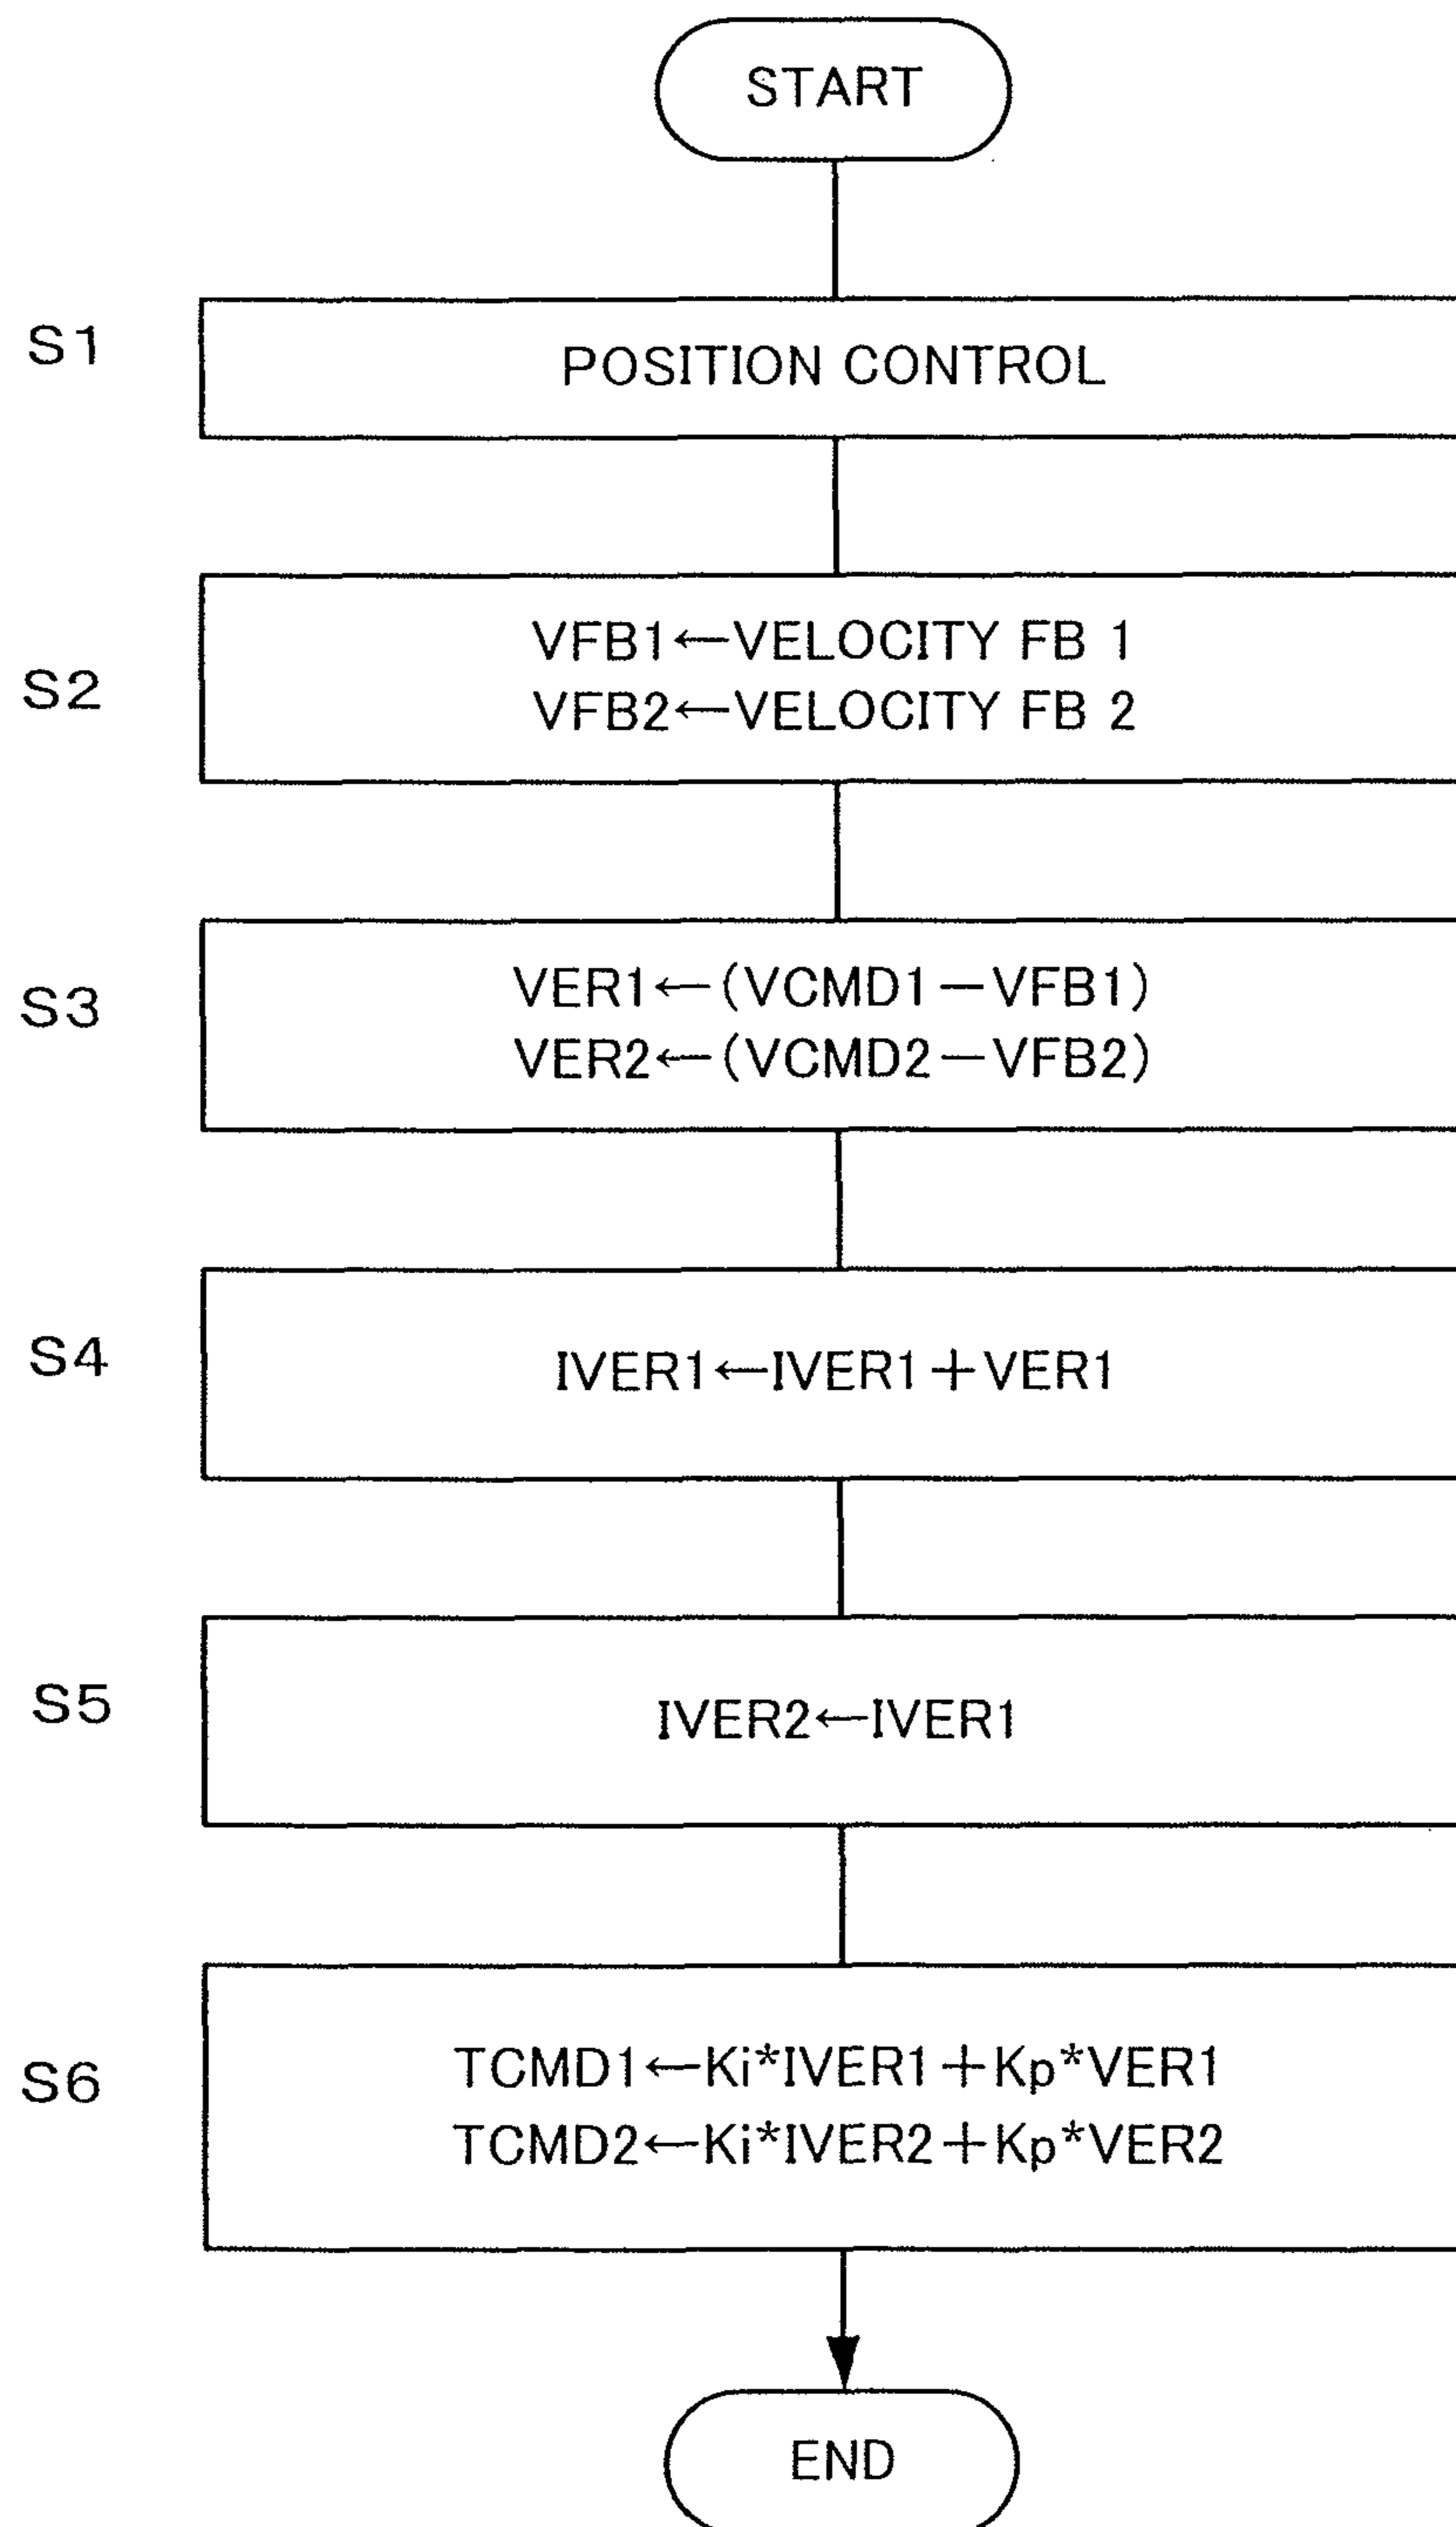 START
S1
POSITION CONTROL
S2
VFB1←VELOCITY FB 1
VFB2←VELOCITY FB 2
S3
VER1←(VCMD1−VFB1)
VER2←(VCMD2−VFB2)
S4
IVER1←IVER1+VER1
S5
IVER2←IVER1
S6
TCMD1←Ki*IVER1+Kp*VER1
TCMD2←Ki*IVER2+Kp*VER2
END